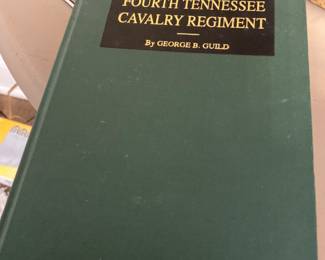 FOURTH TENNESSEE
CAVALRY REGIMENT
By GEORGE B. GUILD